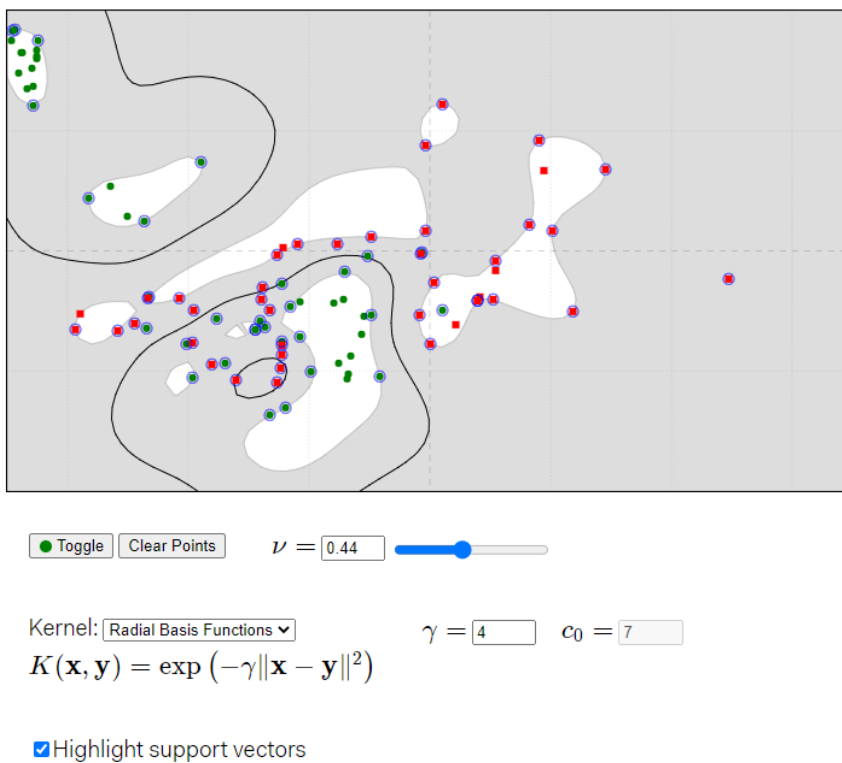 Toggle Clear Points ν = 0.44
Kernel: Radial Basis Functions γ = 4 c₀ = 7
K(𝐱, 𝐲) = exp (−γ‖𝐱 − 𝐲‖²)
Highlight support vectors